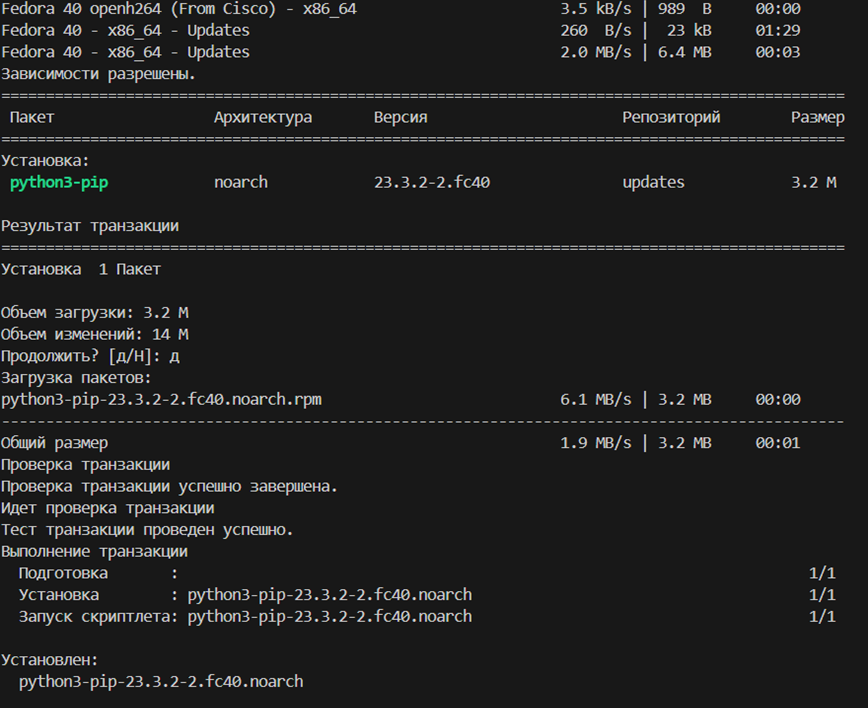 Fedora 40 openh264 (From Cisco) - x86_64 3.5 kB/s | 989 B 00:00
Fedora 40 - x86_64 - Updates 260 B/s | 23 kB 01:29
Fedora 40 - x86_64 - Updates 2.0 MB/s | 6.4 MB 00:03
Зависимости разрешены.
================================================================================
Пакет Архитектура Версия Репозиторий Размер
================================================================================
Установка:
python3-pip noarch 23.3.2-2.fc40 updates 3.2 M

Результат транзакции
================================================================================
Установка 1 Пакет

Объем загрузки: 3.2 M
Объем изменений: 14 M
Продолжить? [д/Н]: д
Загрузка пакетов:
python3-pip-23.3.2-2.fc40.noarch.rpm 6.1 MB/s | 3.2 MB 00:00
--------------------------------------------------------------------------------
Общий размер 1.9 MB/s | 3.2 MB 00:01
Проверка транзакции
Проверка транзакции успешно завершена.
Идет проверка транзакции
Тест транзакции проведен успешно.
Выполнение транзакции
Подготовка : 1/1
Установка : python3-pip-23.3.2-2.fc40.noarch 1/1
Запуск скриптлета: python3-pip-23.3.2-2.fc40.noarch 1/1

Установлен:
python3-pip-23.3.2-2.fc40.noarch